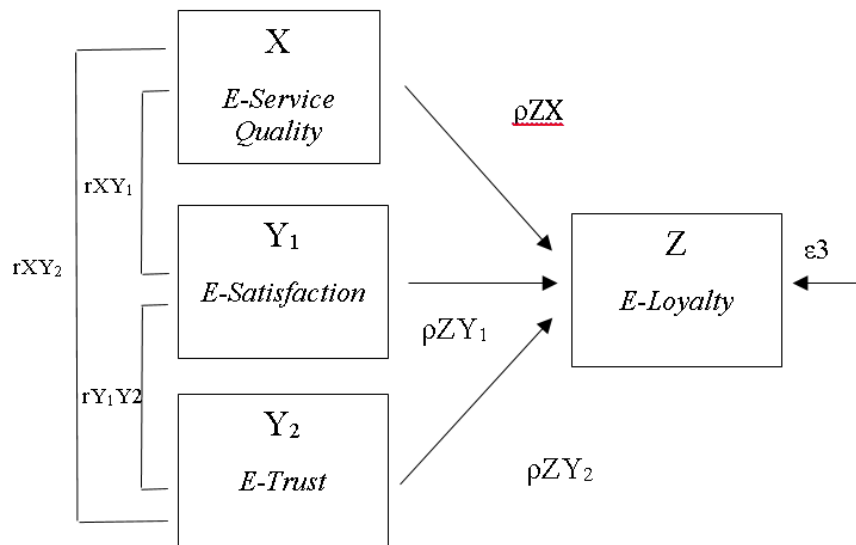 X
E-Service
Quality
ρZX
rXY₁
Y₁
E-Satisfaction
Z
E-Loyalty
ε3
rXY₂
ρZY₁
rY₁Y2
Y₂
E-Trust
ρZY₂